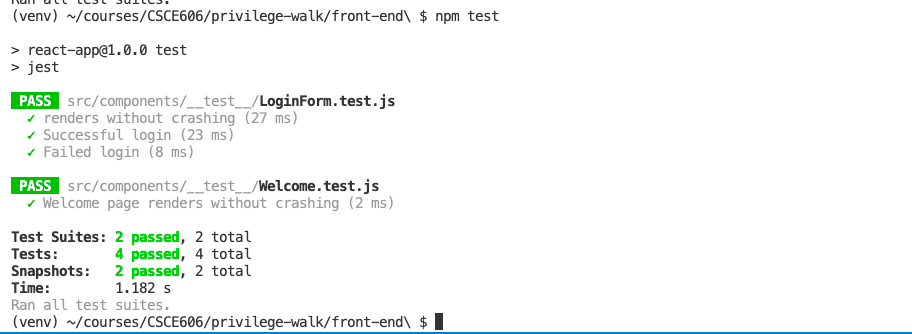 Ran all test suites.
(venv) ~/courses/CSCE606/privilege-walk/front-end\ $ npm test
> react-app@1.0.0 test
> jest
PASS src/components/__test__/LoginForm.test.js
✓ renders without crashing (27 ms)
✓ Successful login (23 ms)
✓ Failed login (8 ms)
PASS src/components/__test__/Welcome.test.js
✓ Welcome page renders without crashing (2 ms)
Test Suites: 2 passed, 2 total
Tests: 4 passed, 4 total
Snapshots: 2 passed, 2 total
Time: 1.182 s
Ran all test suites.
(venv) ~/courses/CSCE606/privilege-walk/front-end\ $